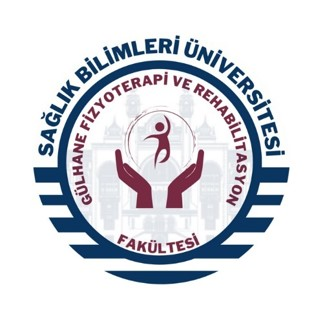 SAĞLIK BİLİMLERİ ÜNİVERSİTESİ
GÜLHANE FİZYOTERAPİ VE REHABİLİTASYON
FAKÜLTESİ